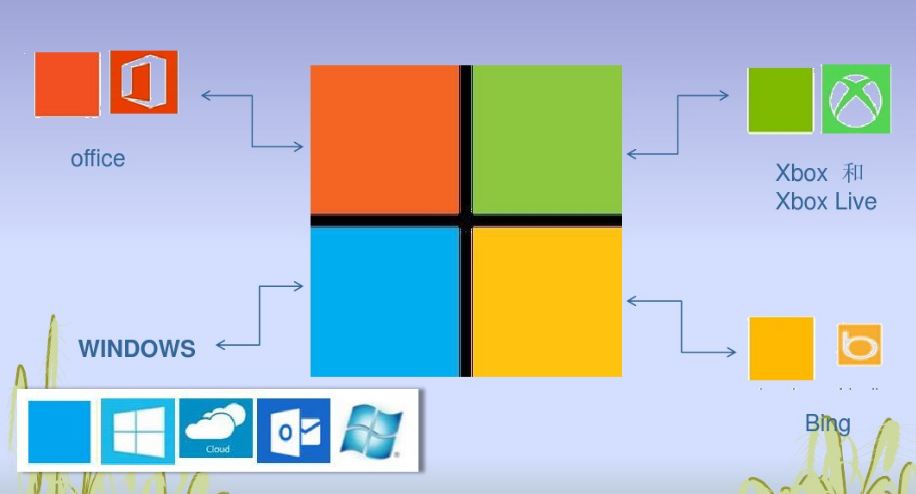 office
Xbox 和
Xbox Live
WINDOWS
Cloud
Bing